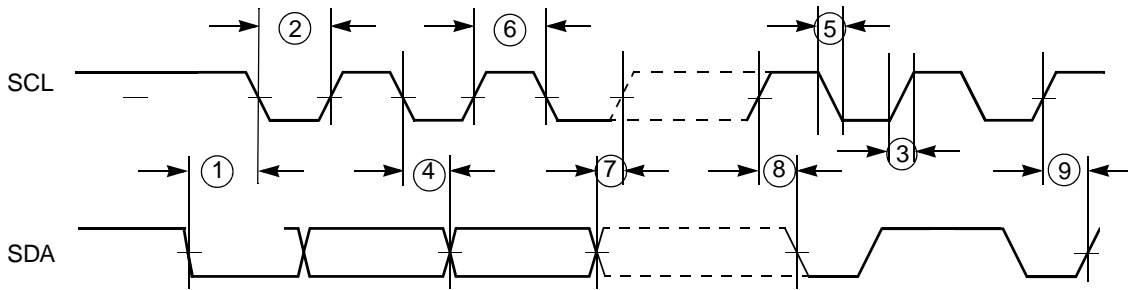 ② ⑥ ⑤
SCL
③
① ④ ⑦ ⑧ ⑨
SDA